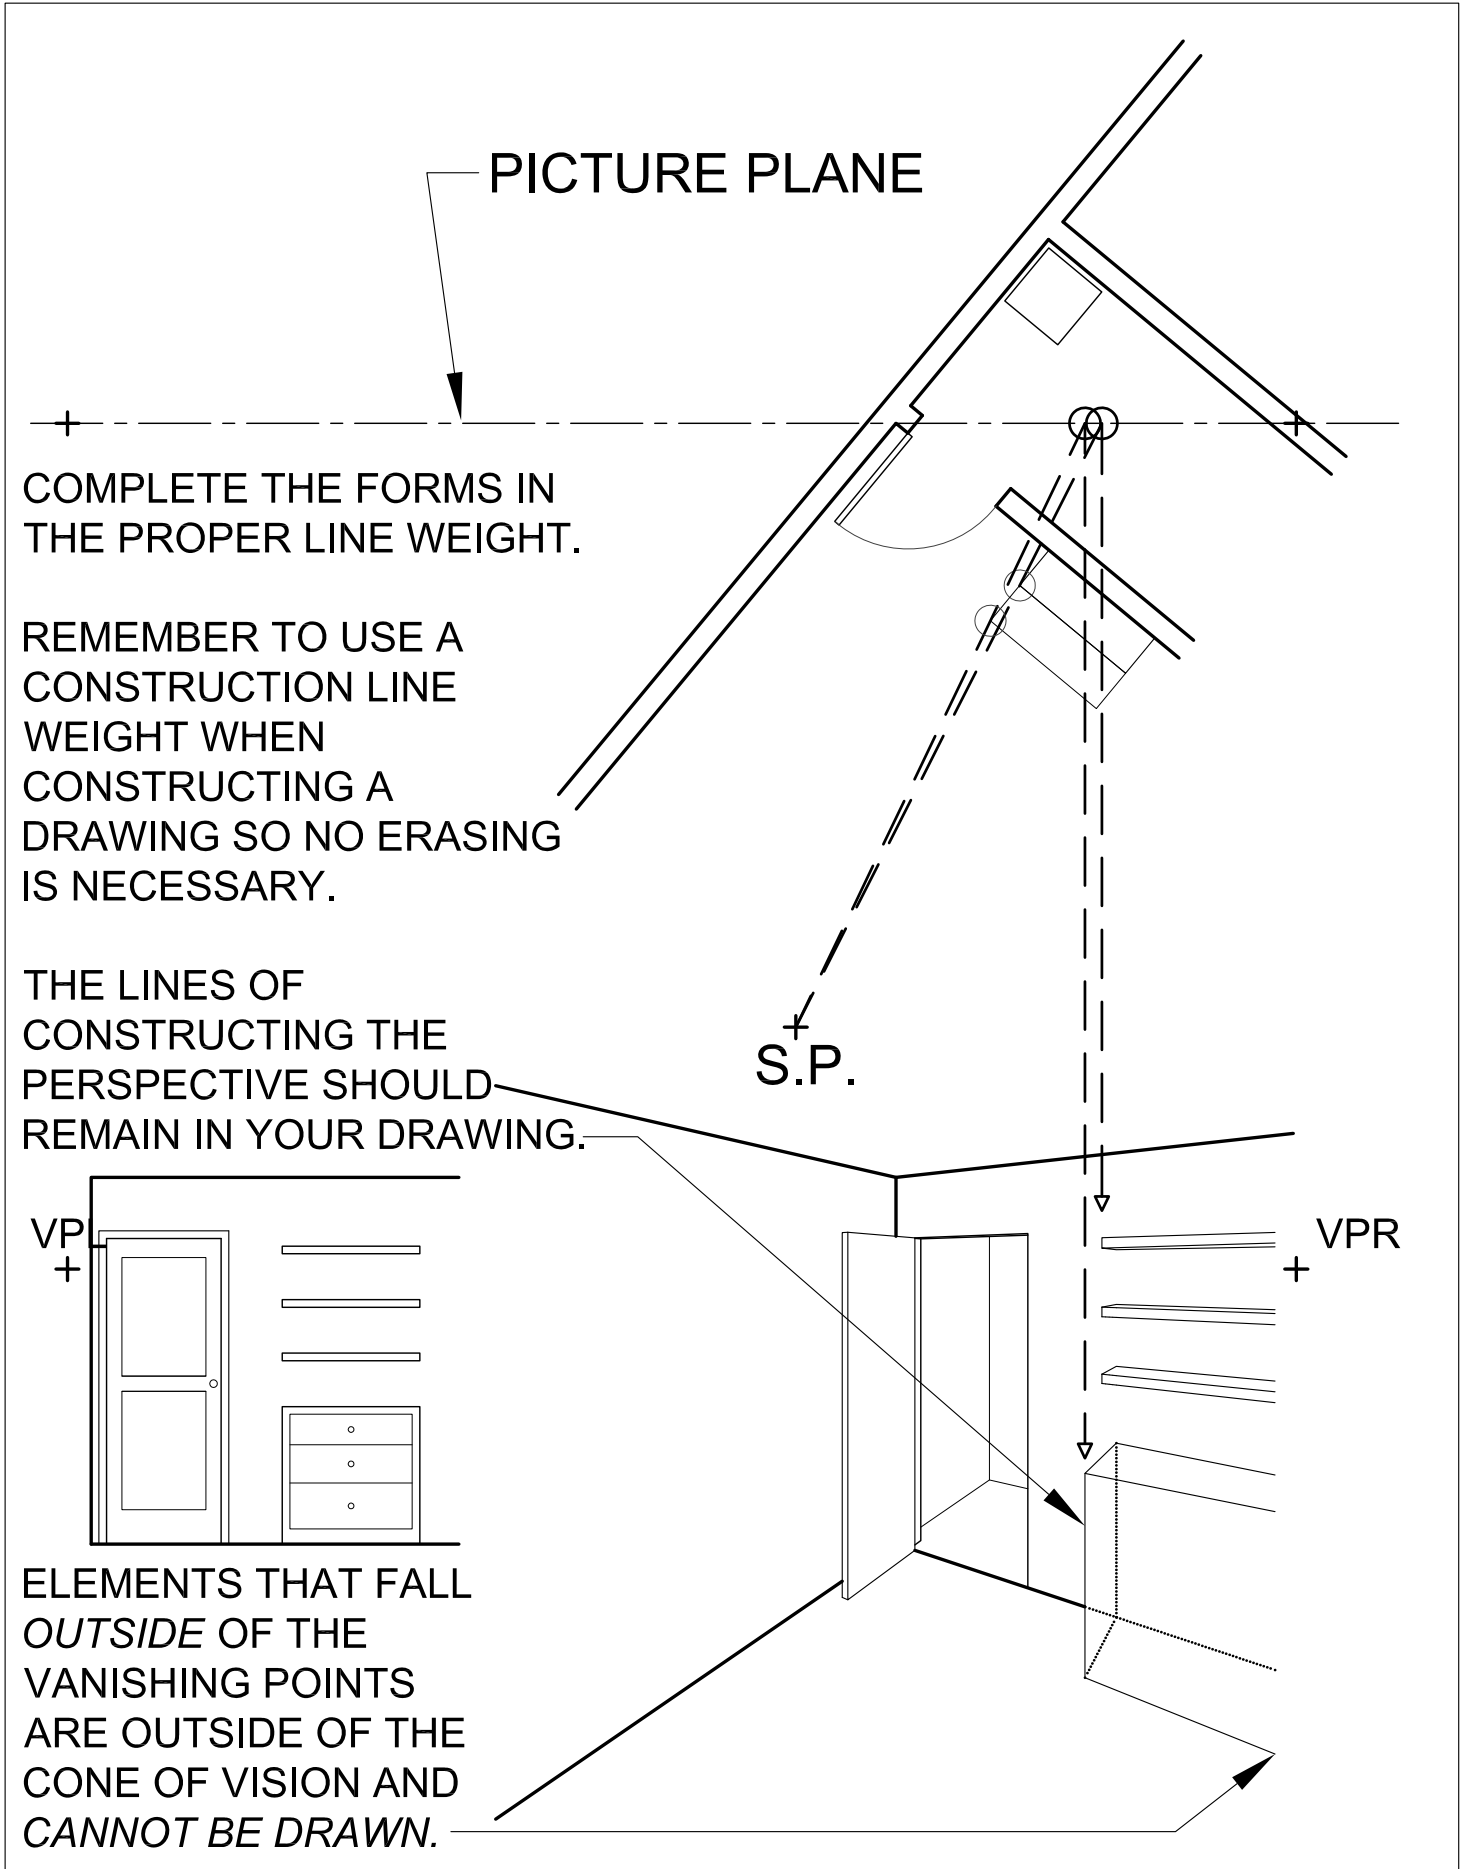 PICTURE PLANE
COMPLETE THE FORMS IN
THE PROPER LINE WEIGHT.
REMEMBER TO USE A
CONSTRUCTION LINE
WEIGHT WHEN
CONSTRUCTING A
DRAWING SO NO ERASING
IS NECESSARY.
THE LINES OF
CONSTRUCTING THE
PERSPECTIVE SHOULD
REMAIN IN YOUR DRAWING.
S.P.
VPL
VPR
ELEMENTS THAT FALL
OUTSIDE OF THE
VANISHING POINTS
ARE OUTSIDE OF THE
CONE OF VISION AND
CANNOT BE DRAWN.